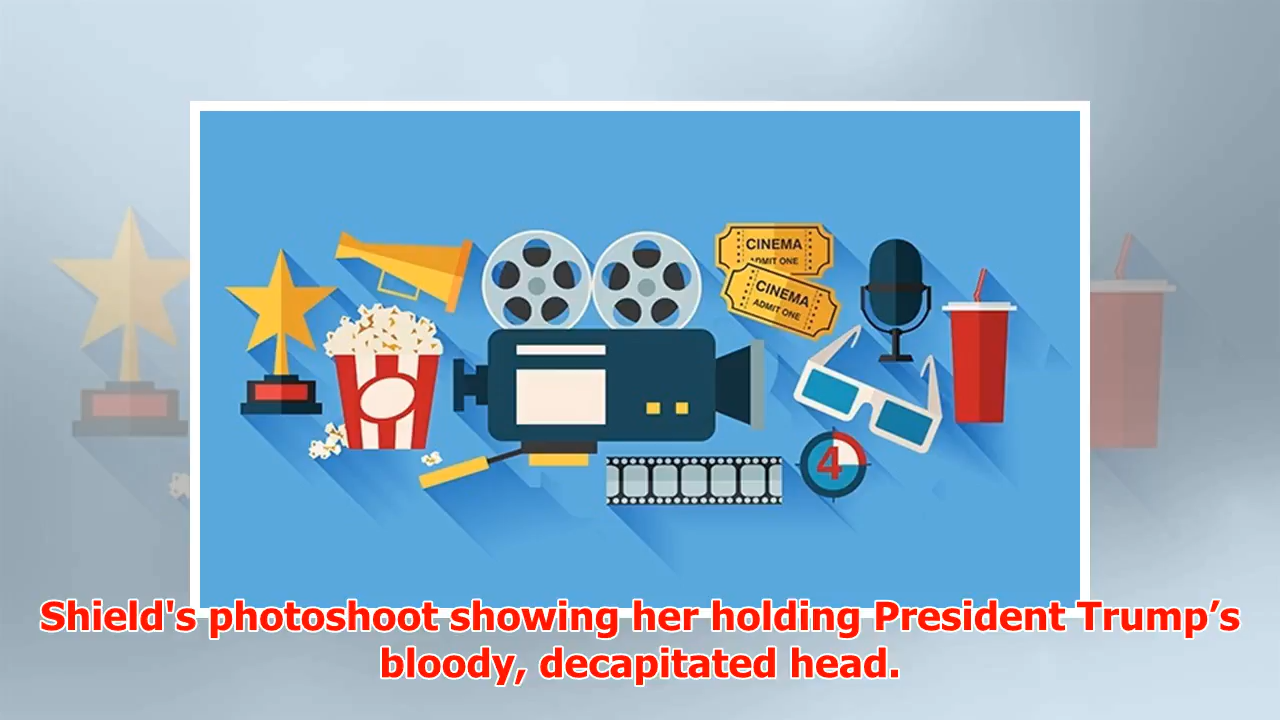 CINEMA
ADMIT ONE
CINEMA
ADMIT ONE
4
Shield's photoshoot showing her holding President Trump’s
bloody, decapitated head.